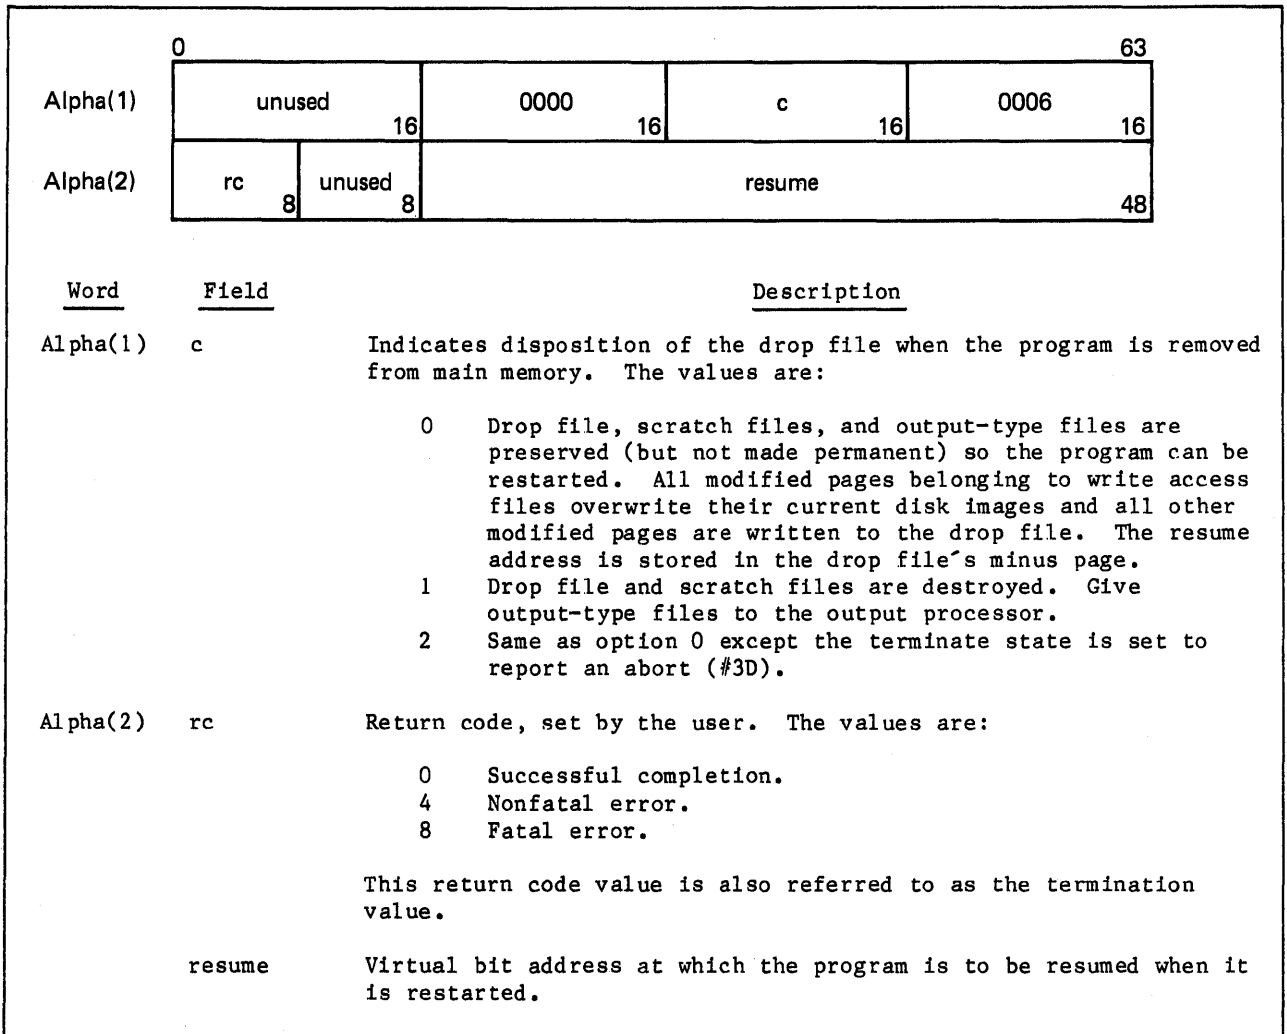 0 63
Alpha(1) unused 16 0000 16 c 16 0006 16
Alpha(2) rc 8 unused 8 resume 48
Word Field Description
Alpha(1) c Indicates disposition of the drop file when the program is removed
from main memory. The values are:
0 Drop file, scratch files, and output-type files are
preserved (but not made permanent) so the program can be
restarted. All modified pages belonging to write access
files overwrite their current disk images and all other
modified pages are written to the drop file. The resume
address is stored in the drop file´s minus page.
1 Drop file and scratch files are destroyed. Give
output-type files to the output processor.
2 Same as option 0 except the terminate state is set to
report an abort (#3D).
Alpha(2) rc Return code, set by the user. The values are:
0 Successful completion.
4 Nonfatal error.
8 Fatal error.
This return code value is also referred to as the termination
value.
resume Virtual bit address at which the program is to be resumed when it
is restarted.